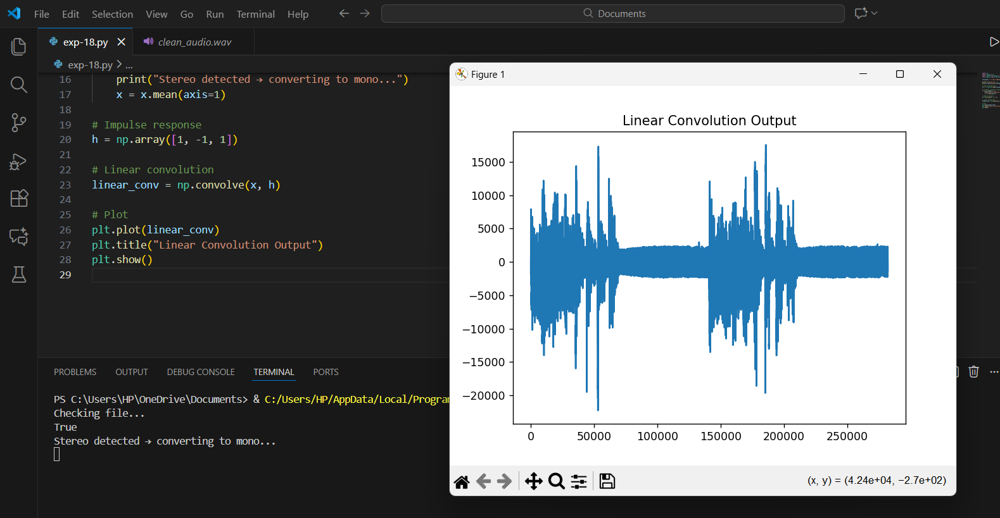 File Edit Selection View Go Run Terminal Help
Documents
exp-18.py
clean_audio.wav
exp-18.py > ...
16 print("Stereo detected → converting to mono...")
17 x = x.mean(axis=1)
18
19 # Impulse response
20 h = np.array([1, -1, 1])
21
22 # Linear convolution
23 linear_conv = np.convolve(x, h)
24
25 # Plot
26 plt.plot(linear_conv)
27 plt.title("Linear Convolution Output")
28 plt.show()
29
PROBLEMS OUTPUT DEBUG CONSOLE TERMINAL PORTS
PS C:\Users\HP\OneDrive\Documents> & C:/Users/HP/AppData/Local/Program
Checking file...
True
Stereo detected → converting to mono...
Figure 1
Linear Convolution Output
15000
10000
5000
0
−5000
−10000
−15000
−20000
0 50000 100000 150000 200000 250000
(x, y) = (4.24e+04, −2.7e+02)